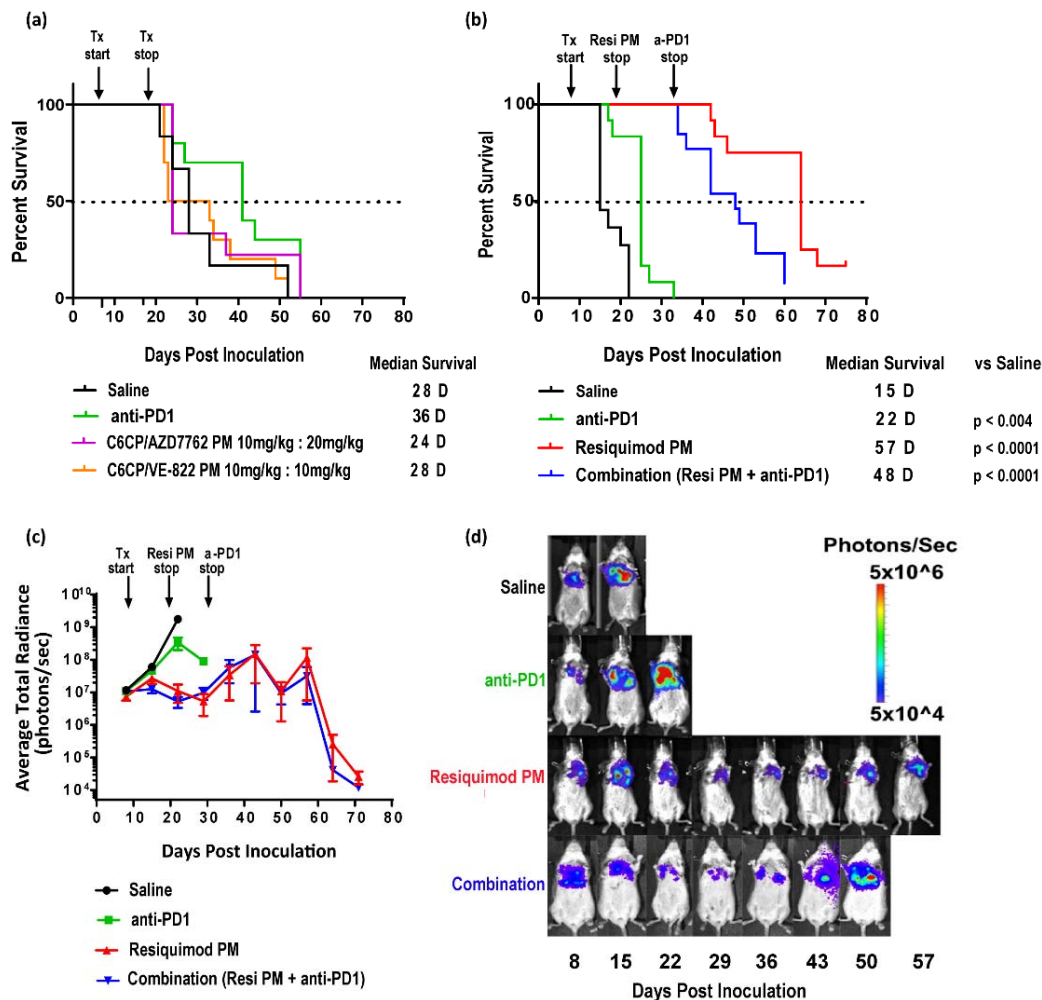 (a)
Tx start
Tx stop
Percent Survival
100
50
0
0 10 20 30 40 50 60 70 80
Days Post Inoculation
Median Survival
Saline 28 D
anti-PD1 36 D
C6CP/AZD7762 PM 10mg/kg : 20mg/kg 24 D
C6CP/VE-822 PM 10mg/kg : 10mg/kg 28 D
(b)
Tx start
Resi PM stop
a-PD1 stop
Percent Survival
100
50
0
0 10 20 30 40 50 60 70 80
Days Post Inoculation
Median Survival vs Saline
Saline 15 D
anti-PD1 22 D p < 0.004
Resiquimod PM 57 D p < 0.0001
Combination (Resi PM + anti-PD1) 48 D p < 0.0001
(c)
Tx start
Resi PM stop
a-PD1 stop
Average Total Radiance
(photons/sec)
10^10
10^9
10^8
10^7
10^6
10^5
10^4
0 10 20 30 40 50 60 70 80
Days Post Inoculation
Saline
anti-PD1
Resiquimod PM
Combination (Resi PM + anti-PD1)
(d)
Photons/Sec
5x10^6
5x10^4
Saline
anti-PD1
Resiquimod PM
Combination
8 15 22 29 36 43 50 57
Days Post Inoculation